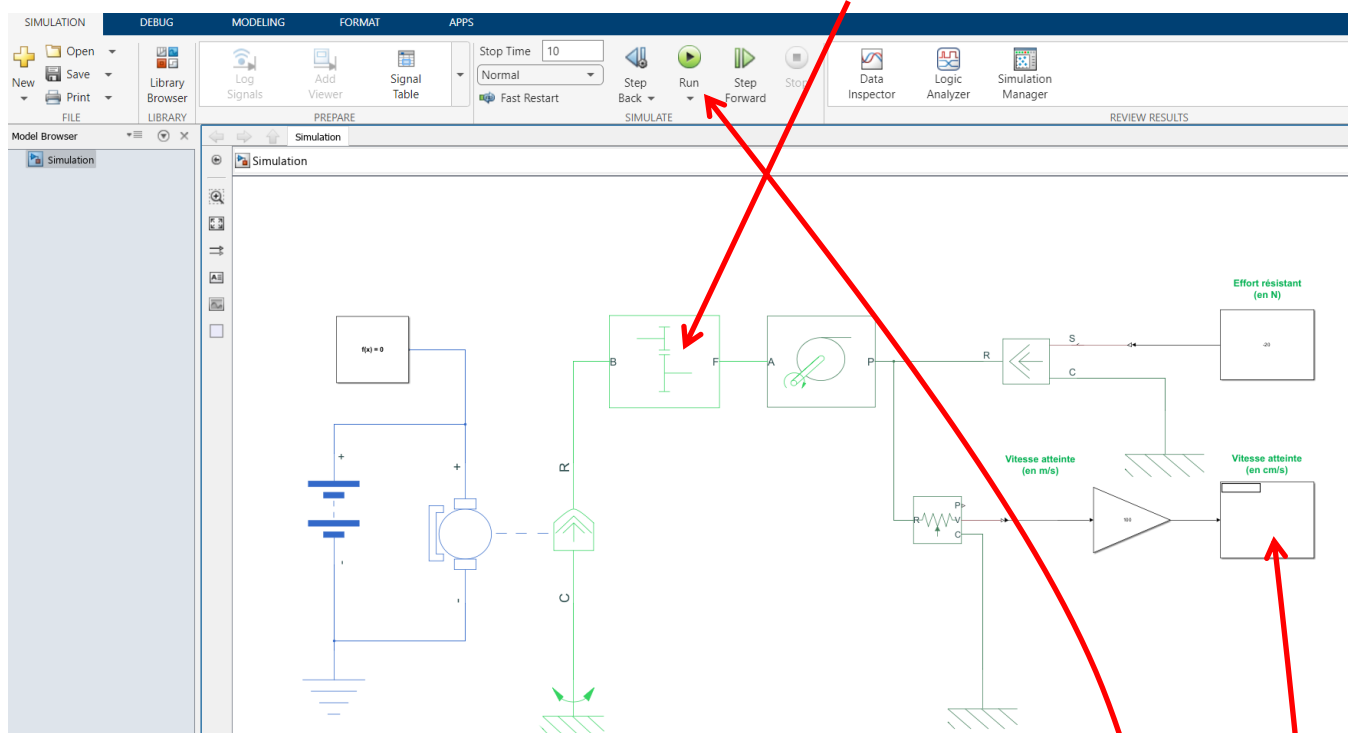 SIMULATION DEBUG MODELING FORMAT APPS
New
Open
Save
Print
FILE
Library
Browser
LIBRARY
Log
Signals
Add
Viewer
Signal
Table
PREPARE
Stop Time 10
Normal
Fast Restart
Step
Back
Run
Step
Forward
Stop
SIMULATE
Data
Inspector
Logic
Analyzer
Simulation
Manager
REVIEW RESULTS
Model Browser
Simulation
Simulation
Simulation
Effort résistant
(en N)
-20
f(x) = 0
B F
A P
R S
C
+
+
-
-
R
C
Vitesse atteinte
(en m/s)
Vitesse atteinte
(en cm/s)
R P
V
C
100